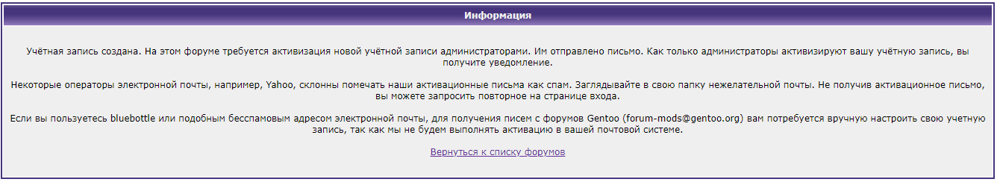 Информация
Учётная запись создана. На этом форуме требуется активизация новой учётной записи администраторами. Им отправлено письмо. Как только администраторы активизируют вашу учётную запись, вы
получите уведомление.
Некоторые операторы электронной почты, например, Yahoo, склонны помечать наши активационные письма как спам. Заглядывайте в свою папку нежелательной почты. Не получив активационное письмо,
вы можете запросить повторное на странице входа.
Если вы пользуетесь bluebottle или подобным бесспамовым адресом электронной почты, для получения писем с форумов Gentoo (forum-mods@gentoo.org) вам потребуется вручную настроить свою учетную
запись, так как мы не будем выполнять активацию в вашей почтовой системе.
Вернуться к списку форумов